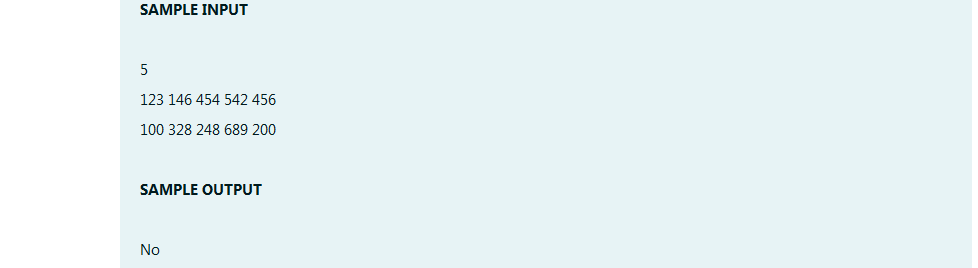 SAMPLE INPUT
5
123 146 454 542 456
100 328 248 689 200
SAMPLE OUTPUT
No